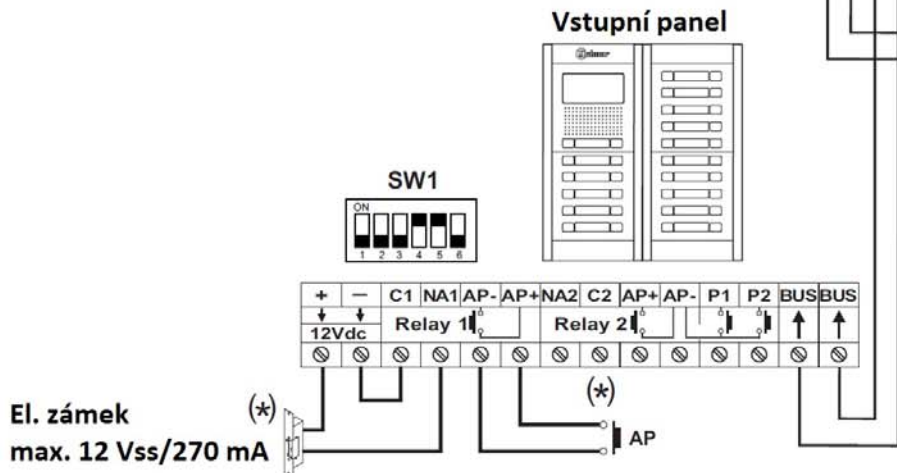 Vstupní panel
SW1
ON
1 2 3 4 5 6
+ — C1 NA1 AP- AP+ NA2 C2 AP+ AP- P1 P2 BUS BUS
12Vdc
Relay 1
Relay 2
El. zámek
(*)
(*)
AP
max. 12 Vss/270 mA